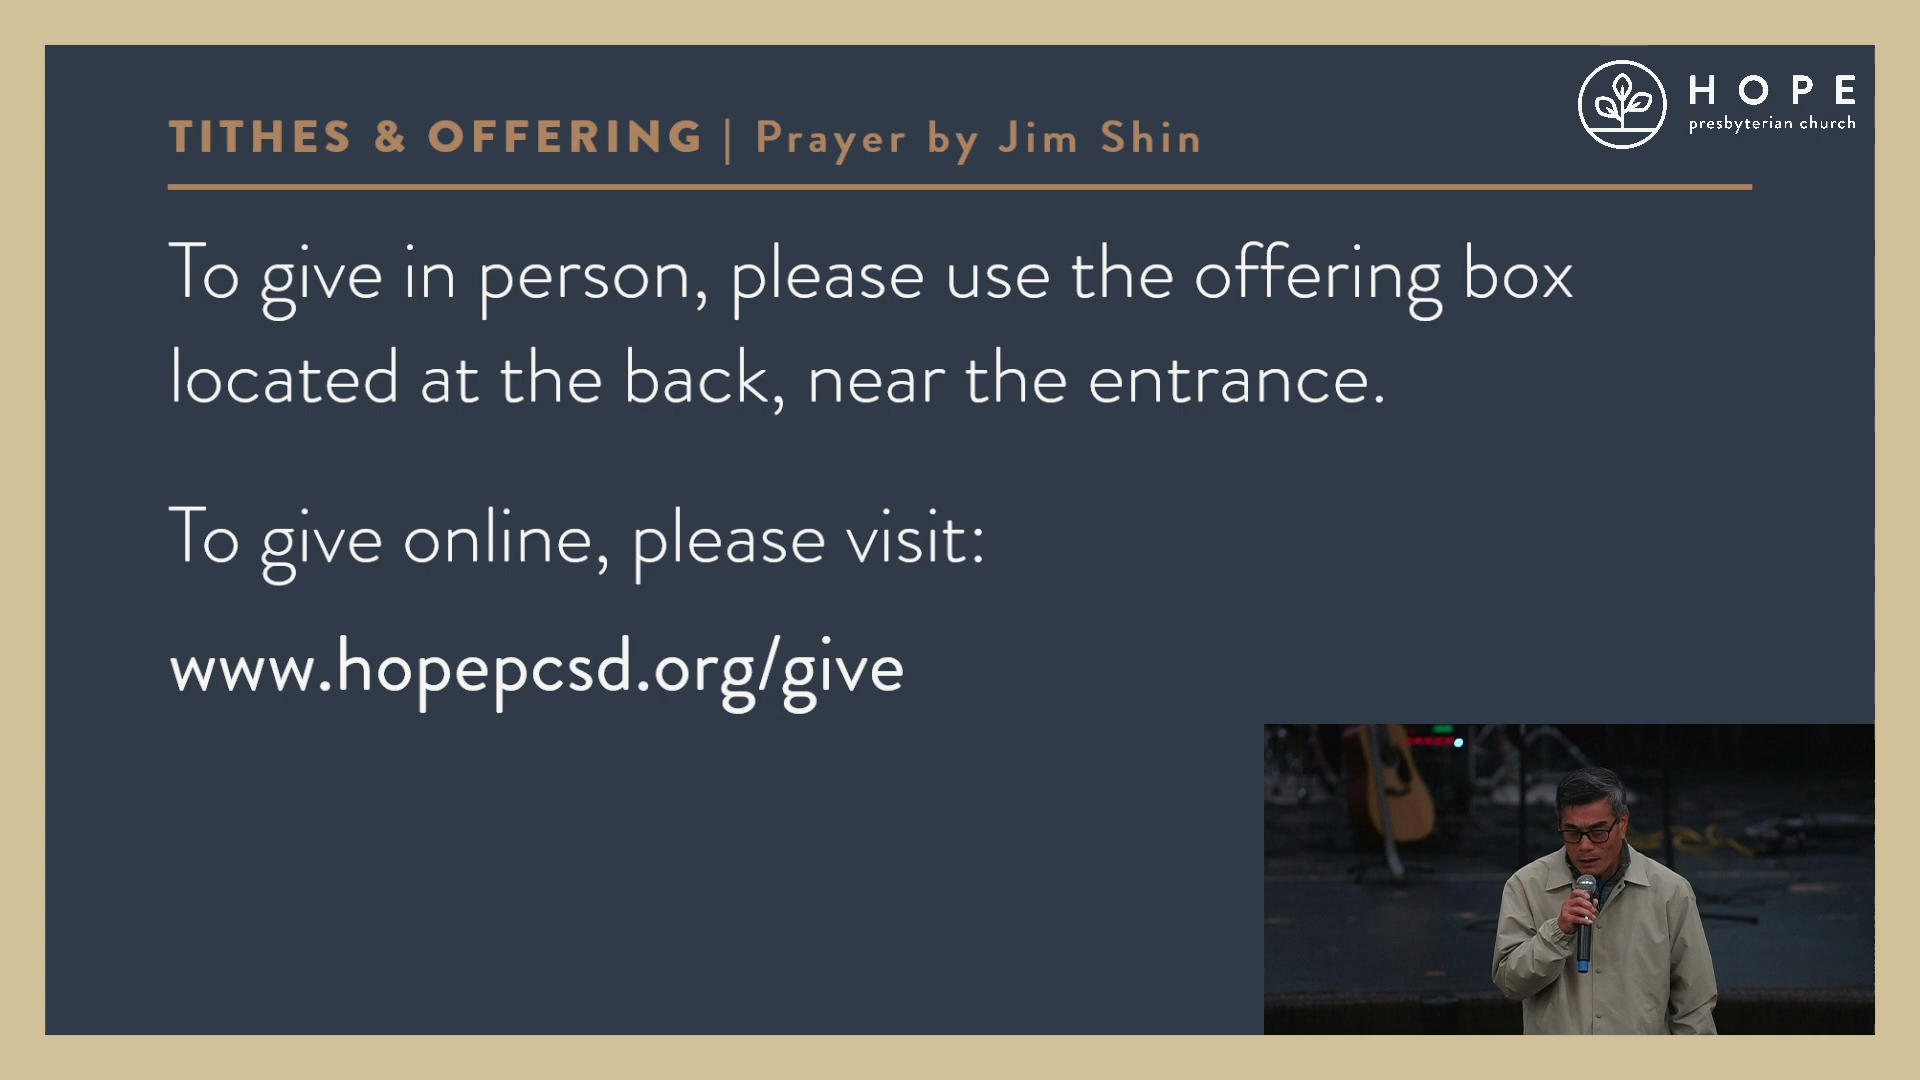 TITHES & OFFERING | Prayer by Jim Shin
HOPE
presbyterian church
To give in person, please use the offering box
located at the back, near the entrance.
To give online, please visit:
www.hopepcsd.org/give